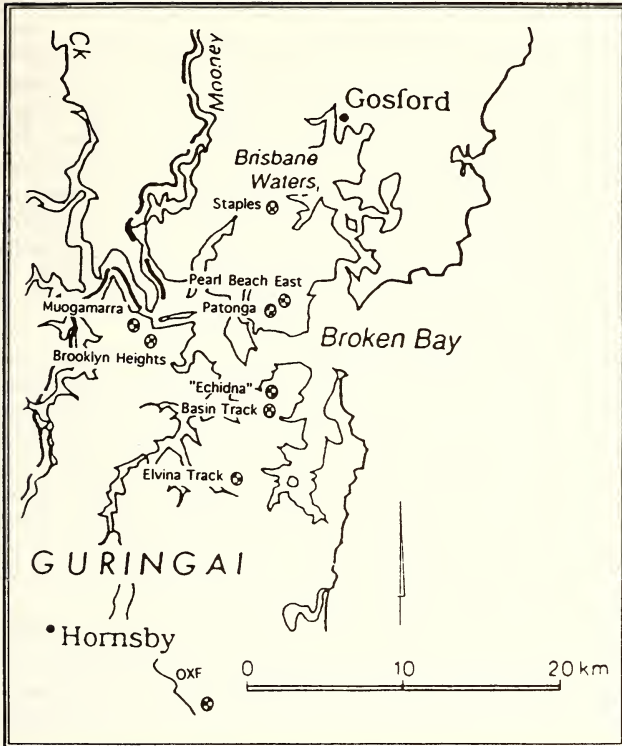 Ck
Mooney
Gosford
Brisbane
Waters
Staples
Pearl Beach East
Muogamarra
Patonga
Broken Bay
Brooklyn Heights
"Echidna"
Basin Track
Elvina Track
GURINGAI
Hornsby
OXF
0 10 20 km